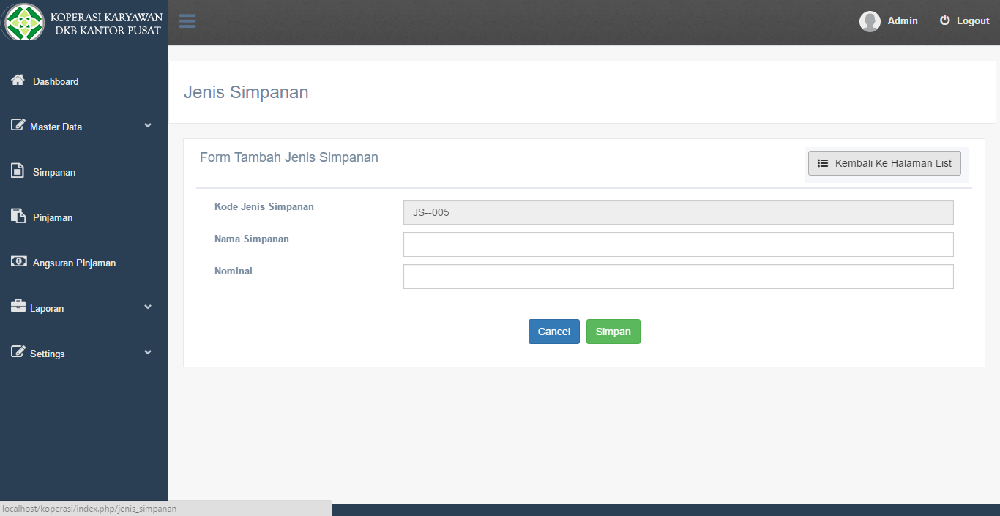 KOPERASI KARYAWAN
DKB KANTOR PUSAT
Admin
Logout
Dashboard
Master Data
Simpanan
Pinjaman
Angsuran Pinjaman
Laporan
Settings
Jenis Simpanan
Form Tambah Jenis Simpanan
Kembali Ke Halaman List
Kode Jenis Simpanan
JS--005
Nama Simpanan
Nominal
Cancel
Simpan
localhost/koperasi/index.php/jenis_simpanan